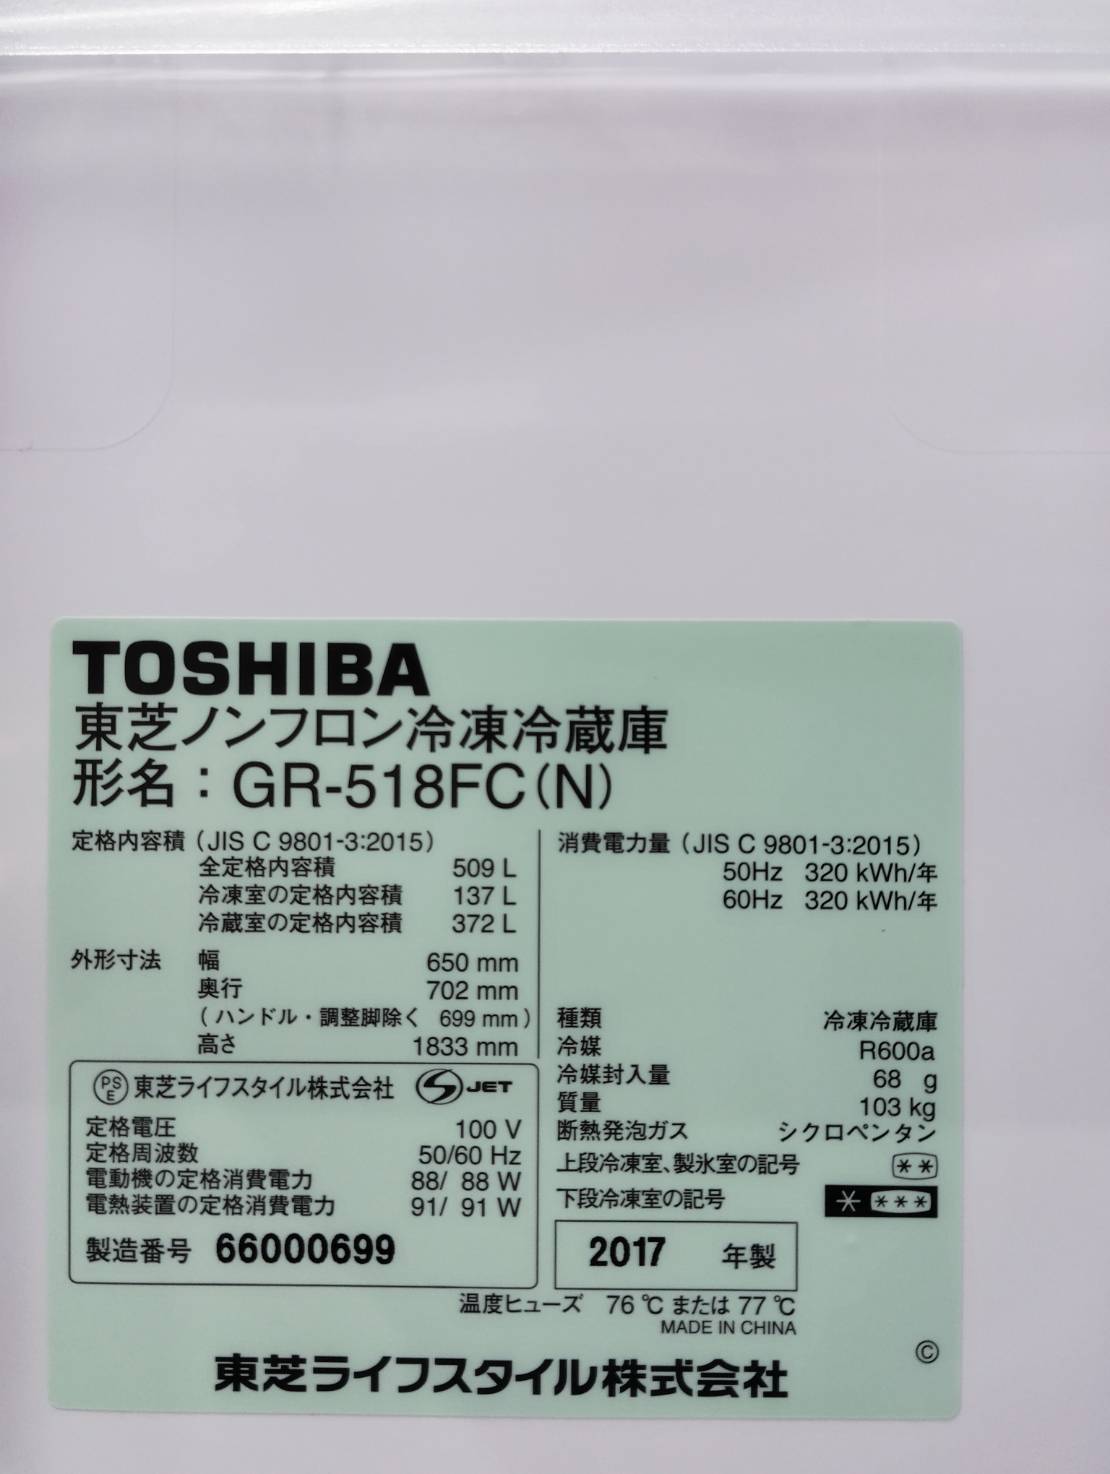 TOSHIBA
東芝ノンフロン冷凍冷蔵庫
形名：GR-518FC(N)
定格内容積（JIS C 9801-3:2015）
全定格内容積 509 L
冷凍室の定格内容積 137 L
冷蔵室の定格内容積 372 L
外形寸法 幅 650 mm
奥行 702 mm
（ハンドル・調整脚除く 699 mm）
高さ 1833 mm
PSE 東芝ライフスタイル株式会社 S JET
定格電圧 100 V
定格周波数 50/60 Hz
電動機の定格消費電力 88/ 88 W
電熱装置の定格消費電力 91/ 91 W
製造番号 66000699
消費電力量（JIS C 9801-3:2015）
50Hz 320 kWh/年
60Hz 320 kWh/年
種類 冷凍冷蔵庫
冷媒 R600a
冷媒封入量 68 g
質量 103 kg
断熱発泡ガス シクロペンタン
上段冷凍室、製氷室の記号 **
下段冷凍室の記号 * ***
2017 年製
温度ヒューズ 76 ℃ または 77 ℃
MADE IN CHINA
©
東芝ライフスタイル株式会社